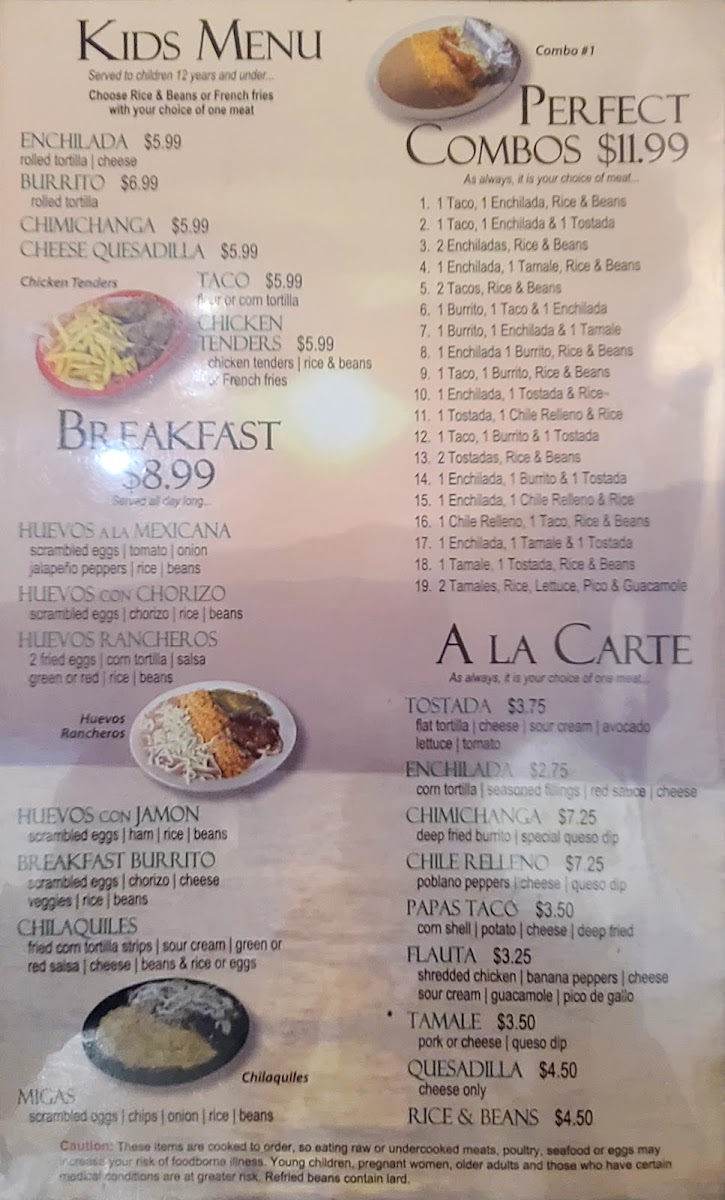 KIDS MENU
Served to children 12 years and under...
Choose Rice & Beans or French fries
with your choice of one meat
ENCHILADA $5.99
rolled tortilla | cheese
BURRITO $6.99
rolled tortilla
CHIMICHANGA $5.99
CHEESE QUESADILLA $5.99
Chicken Tenders
TACO $5.99
flour or corn tortilla
CHICKEN
TENDERS $5.99
chicken tenders | rice & beans
or French fries
BREAKFAST
$8.99
Served all day long...
HUEVOS A LA MEXICANA
scrambled eggs | tomato | onion
jalapeño peppers | rice | beans
HUEVOS CON CHORIZO
scrambled eggs | chorizo | rice | beans
HUEVOS RANCHEROS
2 fried eggs | corn tortilla | salsa
green or red | rice | beans
Huevos
Rancheros
HUEVOS CON JAMON
scrambled eggs | ham | rice | beans
BREAKFAST BURRITO
scrambled eggs | chorizo | cheese
veggies | rice | beans
CHILAQUILES
fried corn tortilla strips | sour cream | green or
red salsa | cheese | beans & rice or eggs
Chilaquiles
MIGAS
scrambled eggs | chips | onion | rice | beans
Combo #1
PERFECT
COMBOS $11.99
As always, it is your choice of meat...
1. 1 Taco, 1 Enchilada, Rice & Beans
2. 1 Taco, 1 Enchilada & 1 Tostada
3. 2 Enchiladas, Rice & Beans
4. 1 Enchilada, 1 Tamale, Rice & Beans
5. 2 Tacos, Rice & Beans
6. 1 Burrito, 1 Taco & 1 Enchilada
7. 1 Burrito, 1 Enchilada & 1 Tamale
8. 1 Enchilada 1 Burrito, Rice & Beans
9. 1 Taco, 1 Burrito, Rice & Beans
10. 1 Enchilada, 1 Tostada & Rice
11. 1 Tostada, 1 Chile Relleno & Rice
12. 1 Taco, 1 Burrito & 1 Tostada
13. 2 Tostadas, Rice & Beans
14. 1 Enchilada, 1 Burrito & 1 Tostada
15. 1 Enchilada, 1 Chile Relleno & Rice
16. 1 Chile Relleno, 1 Taco, Rice & Beans
17. 1 Enchilada, 1 Tamale & 1 Tostada
18. 1 Tamale, 1 Tostada, Rice & Beans
19. 2 Tamales, Rice, Lettuce, Pico & Guacamole
A LA CARTE
As always, it is your choice of one meat...
TOSTADA $3.75
flat tortilla | cheese | sour cream | avocado
lettuce | tomato
ENCHILADA $2.75
corn tortilla | seasoned fillings | red sauce | cheese
CHIMICHANGA $7.25
deep fried burrito | special queso dip
CHILE RELLENO $7.25
poblano peppers | cheese | queso dip
PAPAS TACO $3.50
corn shell | potato | cheese | deep fried
FLAUTA $3.25
shredded chicken | banana peppers | cheese
sour cream | guacamole | pico de gallo
TAMALE $3.50
pork or cheese | queso dip
QUESADILLA $4.50
cheese only
RICE & BEANS $4.50
Caution: These items are cooked to order, so eating raw or undercooked meats, poultry, seafood or eggs may
increase your risk of foodborne illness. Young children, pregnant women, older adults and those who have certain
medical conditions are at greater risk. Refried beans contain lard.